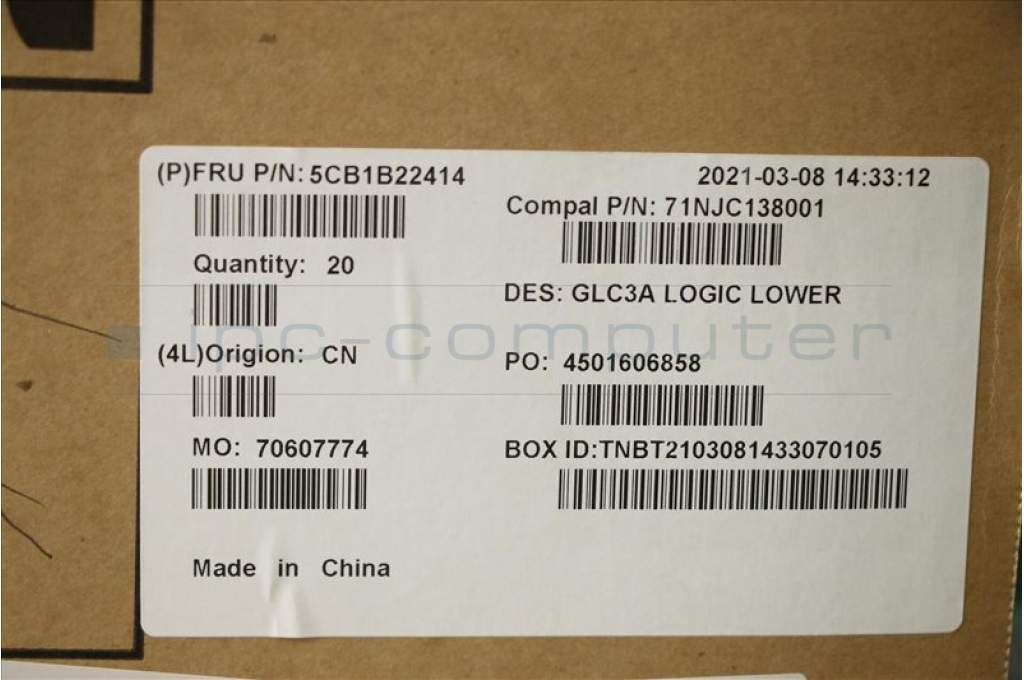 (P)FRU P/N: 5CB1B22414
2021-03-08 14:33:12
Compal P/N: 71NJC138001
Quantity: 20
DES: GLC3A LOGIC LOWER
ipc-computer
(4L)Origion: CN
PO: 4501606858
MO: 70607774
BOX ID:TNBT2103081433070105
Made in China